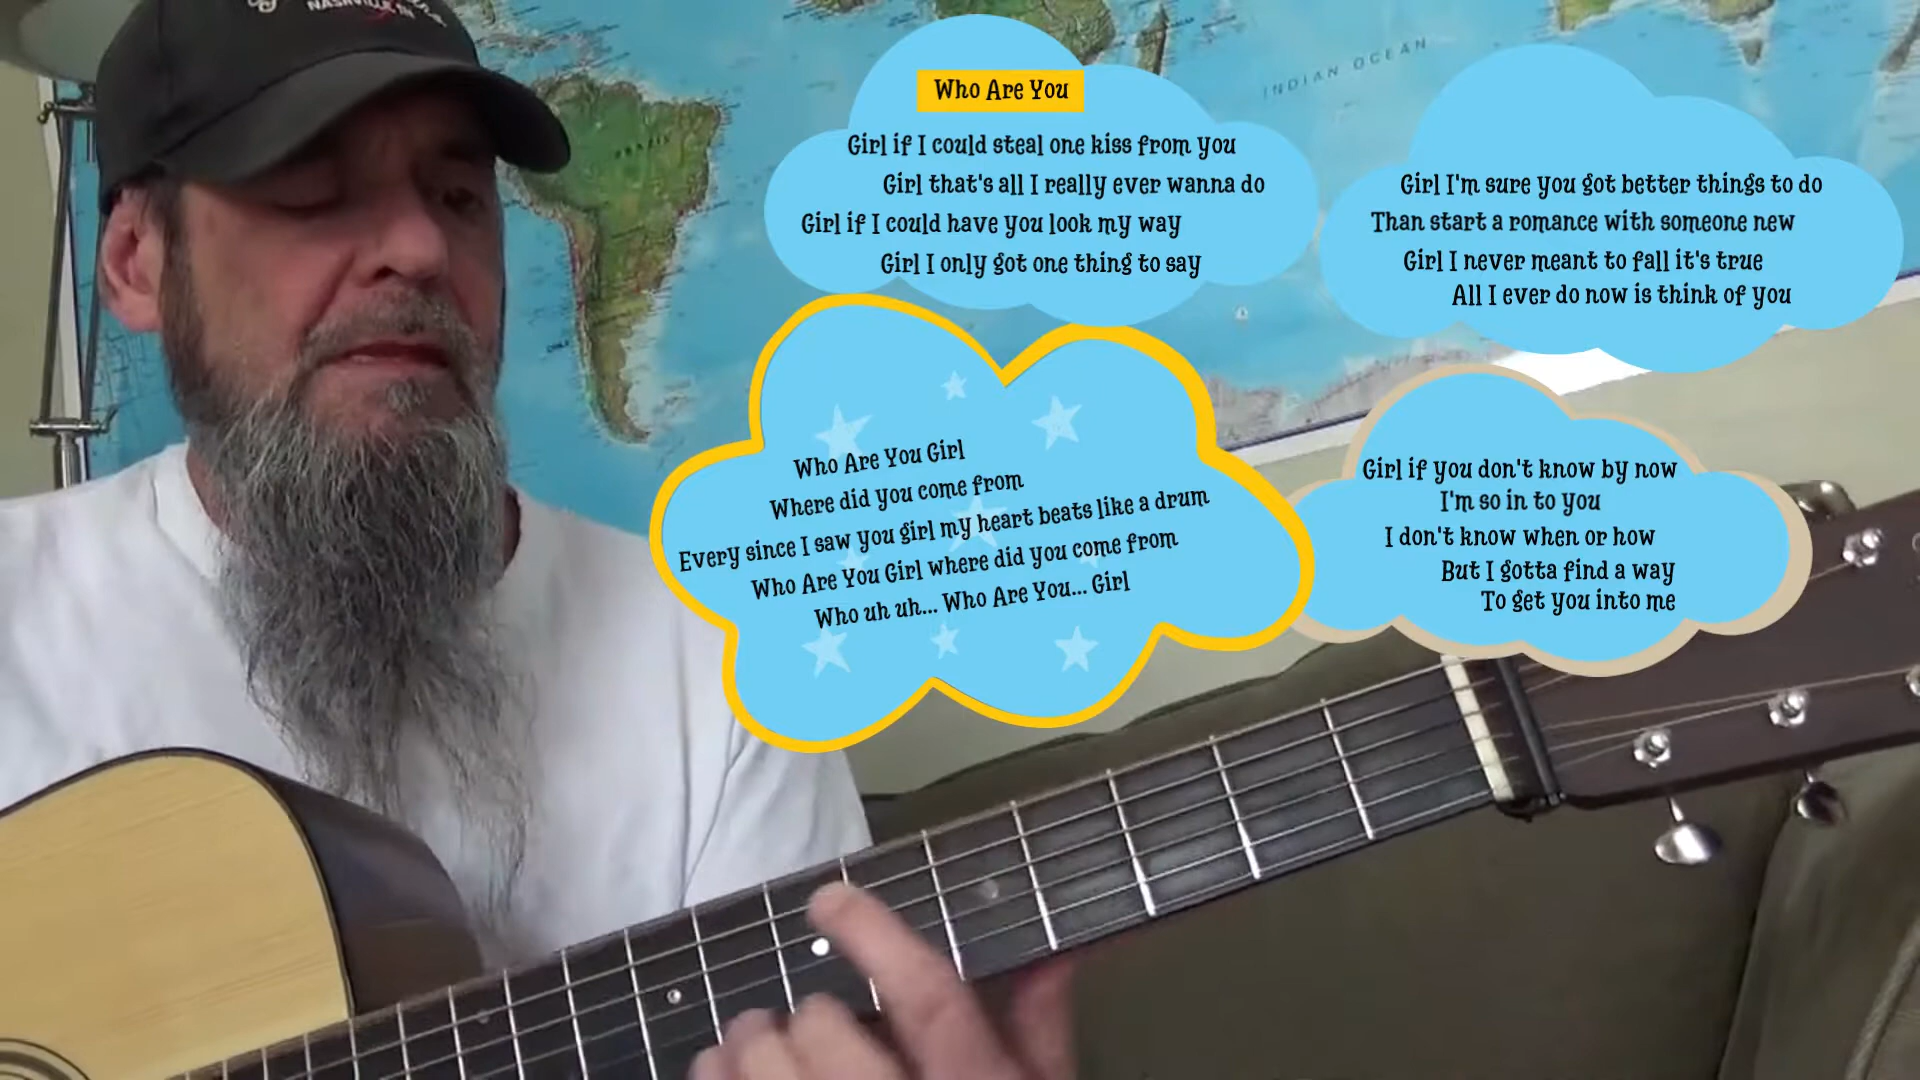 NASHVILLE, IN
BRAZIL
INDIAN OCEAN
Who Are You
Girl if I could steal one kiss from you
Girl that's all I really ever wanna do
Girl if I could have you look my way
Girl I only got one thing to say
Girl I'm sure you got better things to do
Than start a romance with someone new
Girl I never meant to fall it's true
All I ever do now is think of you
Who Are You Girl
Where did you come from
Every since I saw you girl my heart beats like a drum
Who Are You Girl where did you come from
Who uh uh... Who Are You... Girl
Girl if you don't know by now
I'm so in to you
I don't know when or how
But I gotta find a way
To get you into me